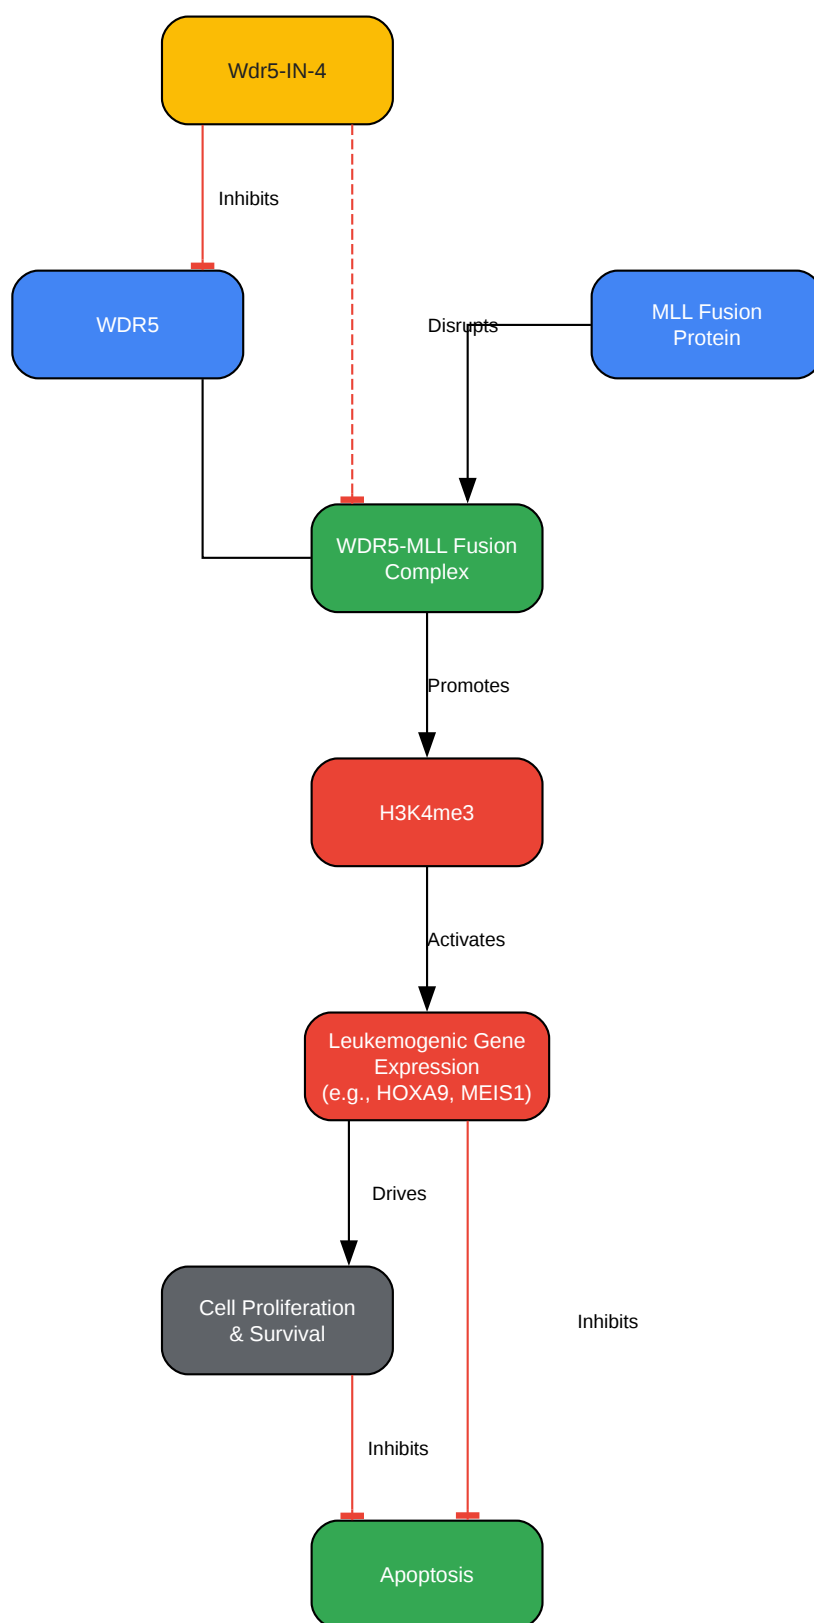 Wdr5-IN-4
Inhibits
WDR5
Disrupts
MLL Fusion
Protein
WDR5-MLL Fusion
Complex
Promotes
H3K4me3
Activates
Leukemogenic Gene
Expression
(e.g., HOXA9, MEIS1)
Drives
Cell Proliferation
& Survival
Inhibits
Inhibits
Apoptosis